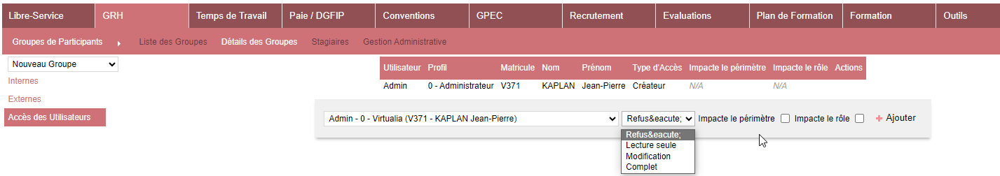 Libre-Service GRH Temps de Travail Paie / DGFIP Conventions GPEC Recrutement Evaluations Plan de Formation Formation Outils
Groupes de Participants Liste des Groupes Détails des Groupes Stagiaires Gestion Administrative
Nouveau Groupe
Internes
Externes
Accès des Utilisateurs
Utilisateur Profil Matricule Nom Prénom Type d'Accès Impacte le périmètre Impacte le rôle Actions
Admin 0 - Administrateur V371 KAPLAN Jean-Pierre Créateur N/A N/A
Admin - 0 - Virtualia (V371 - KAPLAN Jean-Pierre) Refus&eacute; Impacte le périmètre Impacte le rôle Ajouter
Refus&eacute;
Lecture seule
Modification
Complet